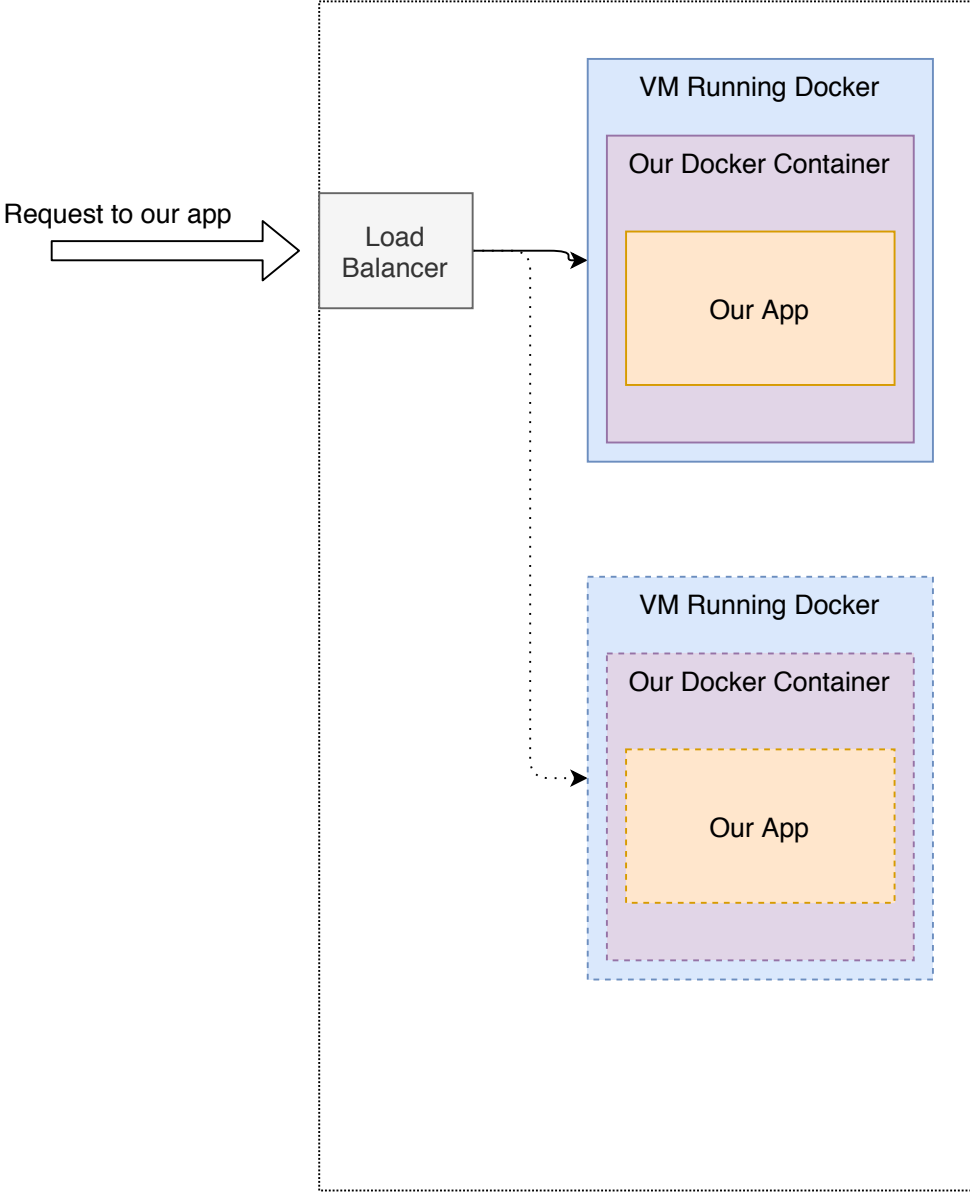 VM Running Docker
Our Docker Container
Request to our app
Load
Balancer
Our App
VM Running Docker
Our Docker Container
Our App